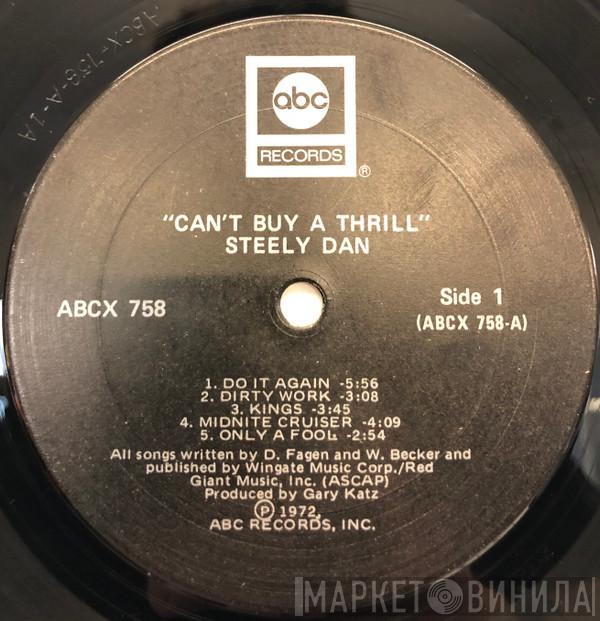 ABCX-758-A-1A
abc
RECORDS
®
"CAN'T BUY A THRILL"
STEELY DAN
ABCX 758
Side 1
(ABCX 758-A)
1. DO IT AGAIN -5:56
2. DIRTY WORK -3:08
3. KINGS -3:45
4. MIDNITE CRUISER -4:09
5. ONLY A FOOL -2:54
All songs written by D. Fagen and W. Becker and
published by Wingate Music Corp./Red
Giant Music, Inc. (ASCAP)
Produced by Gary Katz
℗ 1972,
ABC RECORDS, INC.
МАРКЕТ ВИНИЛА